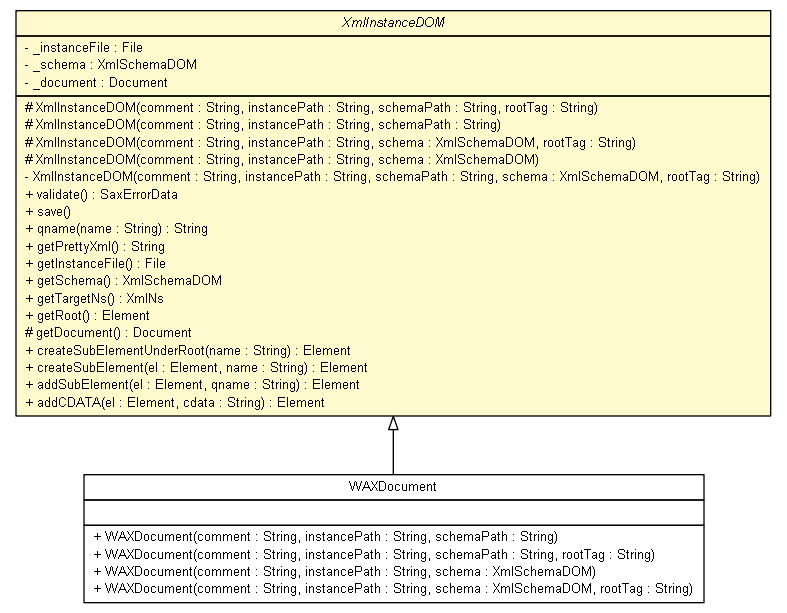 XmlInstanceDOM
- _instanceFile : File
- _schema : XmlSchemaDOM
- _document : Document
# XmlInstanceDOM(comment : String, instancePath : String, schemaPath : String, rootTag : String)
# XmlInstanceDOM(comment : String, instancePath : String, schemaPath : String)
# XmlInstanceDOM(comment : String, instancePath : String, schema : XmlSchemaDOM, rootTag : String)
# XmlInstanceDOM(comment : String, instancePath : String, schema : XmlSchemaDOM)
- XmlInstanceDOM(comment : String, instancePath : String, schemaPath : String, schema : XmlSchemaDOM, rootTag : String)
+ validate() : SaxErrorData
+ save()
+ qname(name : String) : String
+ getPrettyXml() : String
+ getInstanceFile() : File
+ getSchema() : XmlSchemaDOM
+ getTargetNs() : XmlNs
+ getRoot() : Element
# getDocument() : Document
+ createSubElementUnderRoot(name : String) : Element
+ createSubElement(el : Element, name : String) : Element
+ addSubElement(el : Element, qname : String) : Element
+ addCDATA(el : Element, cdata : String) : Element
WAXDocument
+ WAXDocument(comment : String, instancePath : String, schemaPath : String)
+ WAXDocument(comment : String, instancePath : String, schemaPath : String, rootTag : String)
+ WAXDocument(comment : String, instancePath : String, schema : XmlSchemaDOM)
+ WAXDocument(comment : String, instancePath : String, schema : XmlSchemaDOM, rootTag : String)